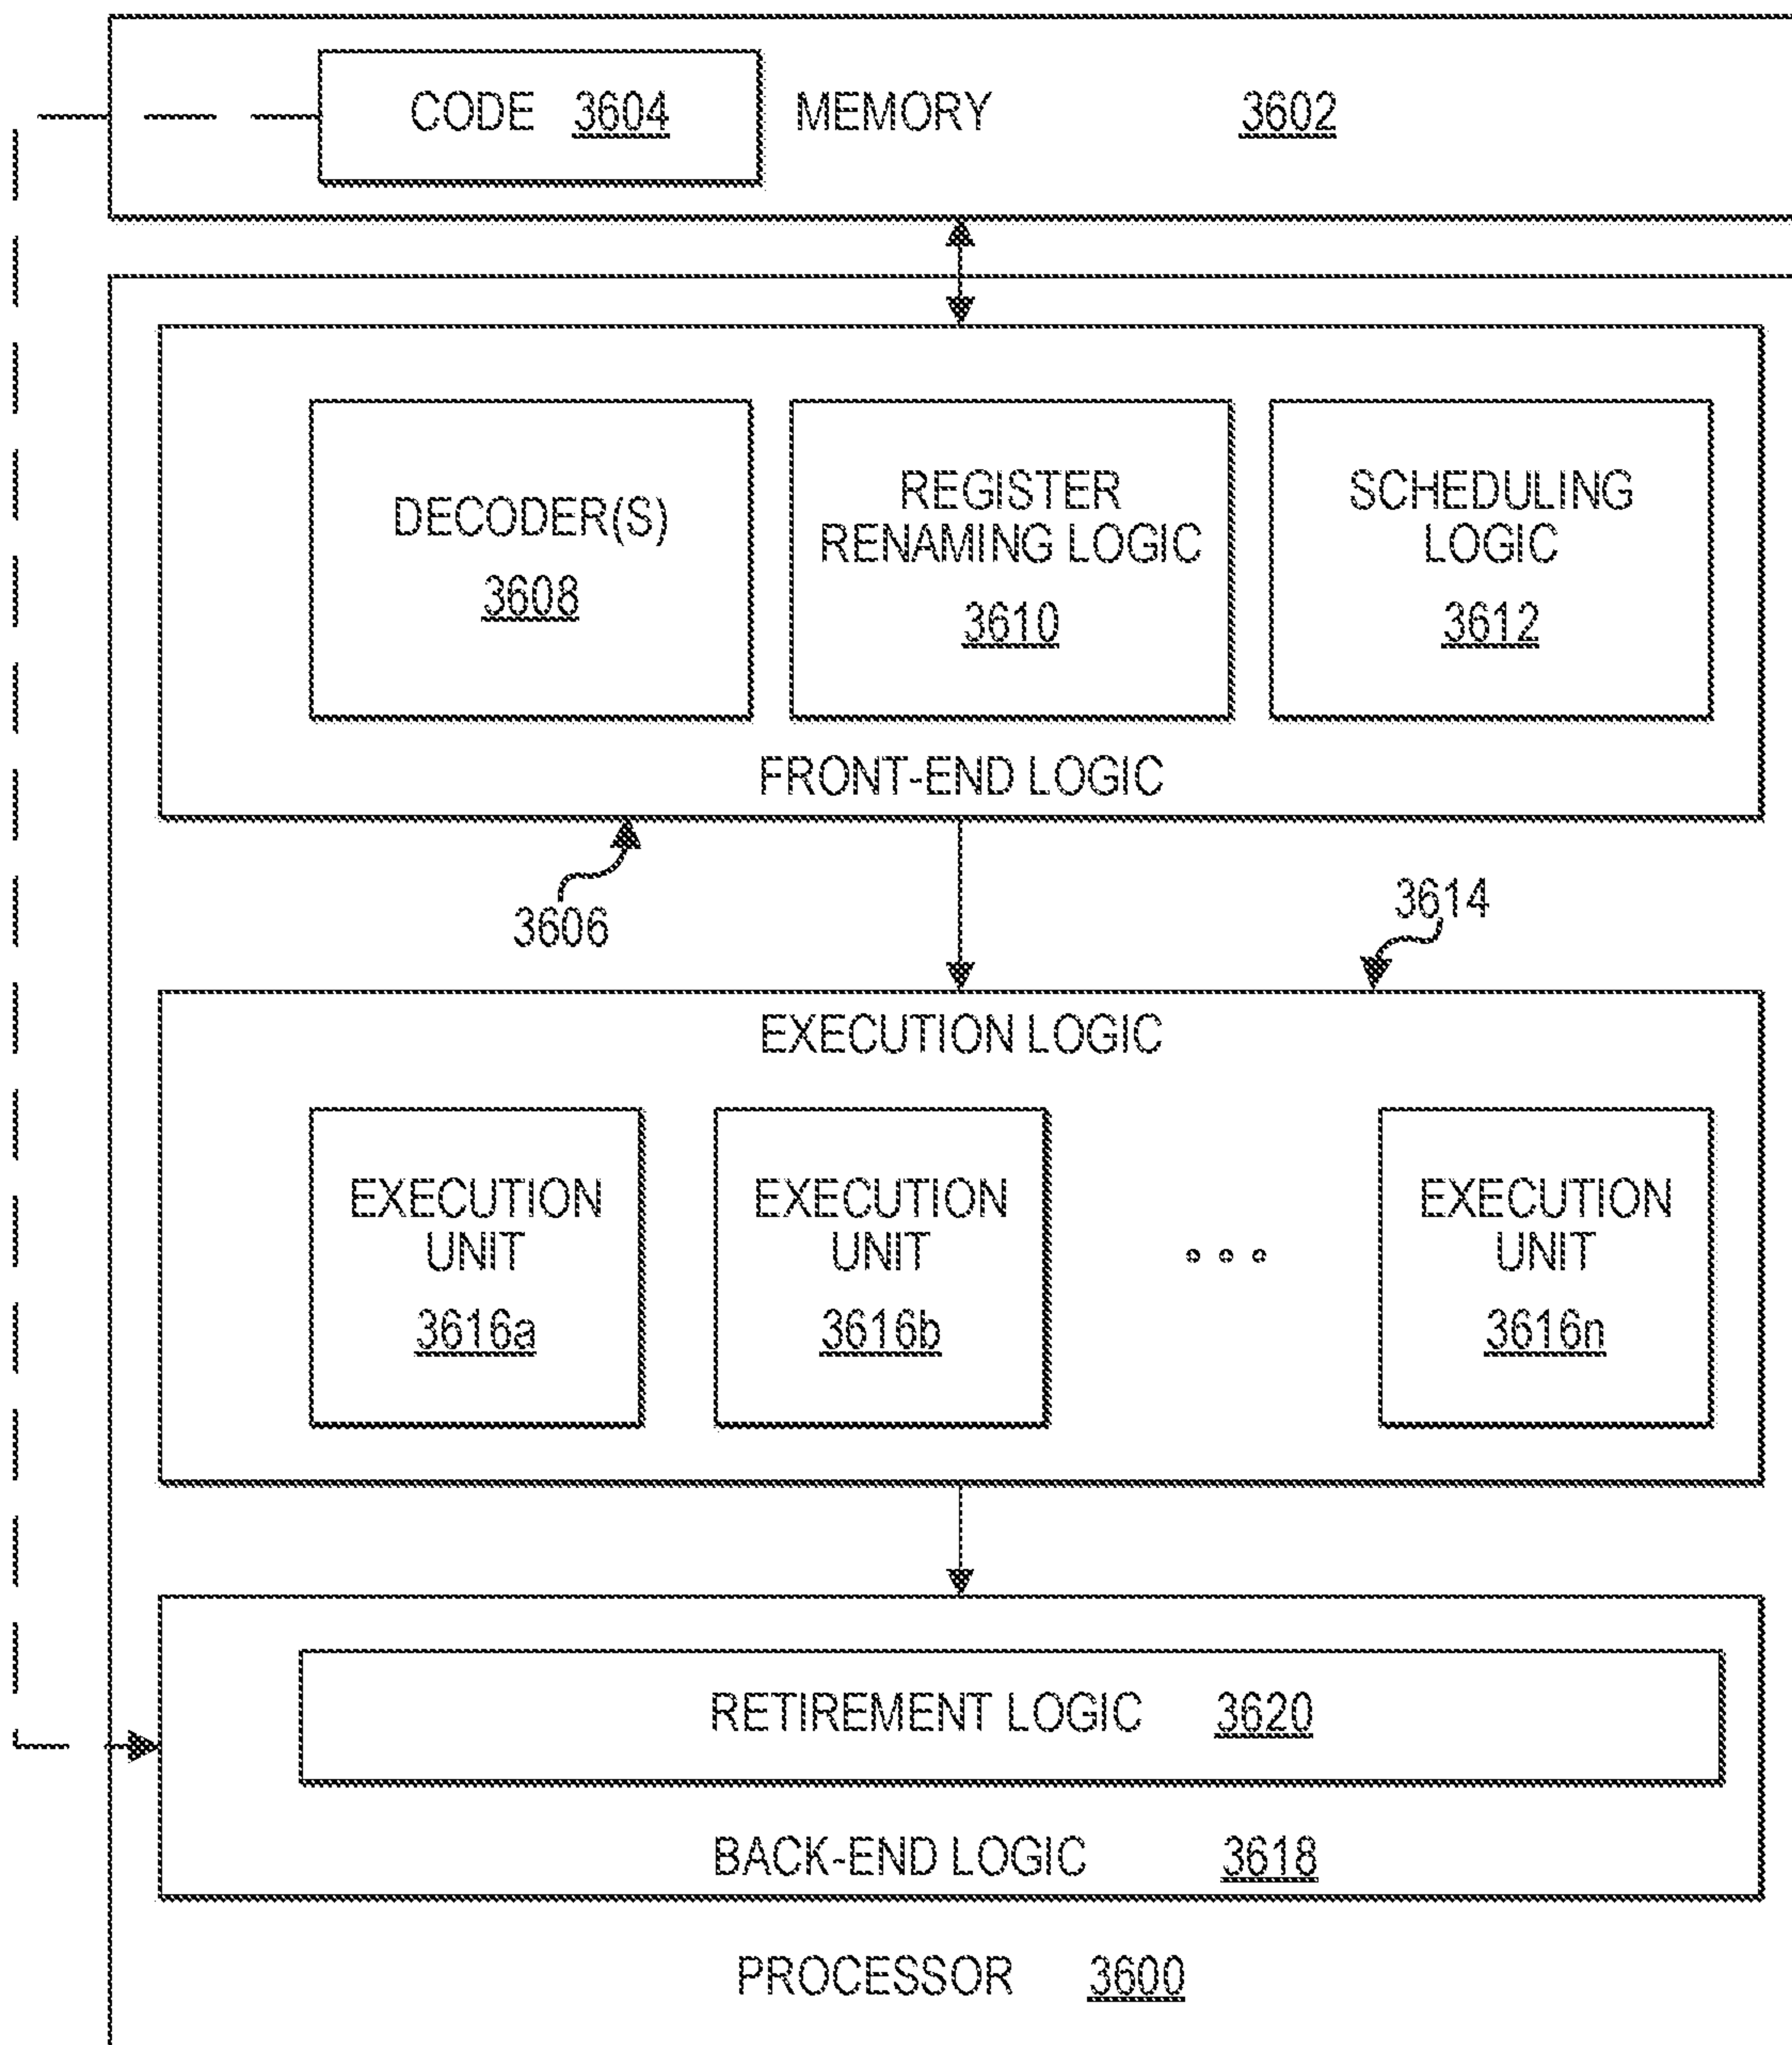 CODE 3604 MEMORY 3602
DECODER(S)
3608
REGISTER
RENAMING LOGIC
3610
SCHEDULING
LOGIC
3612
FRONT-END LOGIC
3606
3614
EXECUTION LOGIC
EXECUTION
UNIT
3616a
EXECUTION
UNIT
3616b
EXECUTION
UNIT
3616n
RETIREMENT LOGIC 3620
BACK-END LOGIC 3618
PROCESSOR 3600